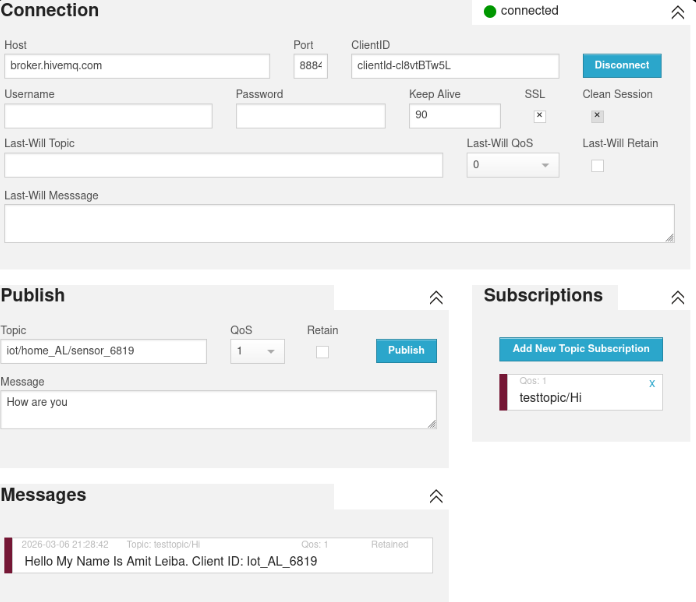 Connection
connected
Host Port ClientID
broker.hivemq.com 8884 clientId-cl8vtBTw5L Disconnect
Username Password Keep Alive SSL Clean Session
90
Last-Will Topic Last-Will QoS Last-Will Retain
0
Last-Will Messsage
Publish
Subscriptions
Topic QoS Retain
iot/home_AL/sensor_6819 1 Publish
Message
How are you
Add New Topic Subscription
Qos: 1 x
testtopic/Hi
Messages
2026-03-06 21:28:42 Topic: testtopic/Hi Qos: 1 Retained
Hello My Name Is Amit Leiba. Client ID: Iot_AL_6819